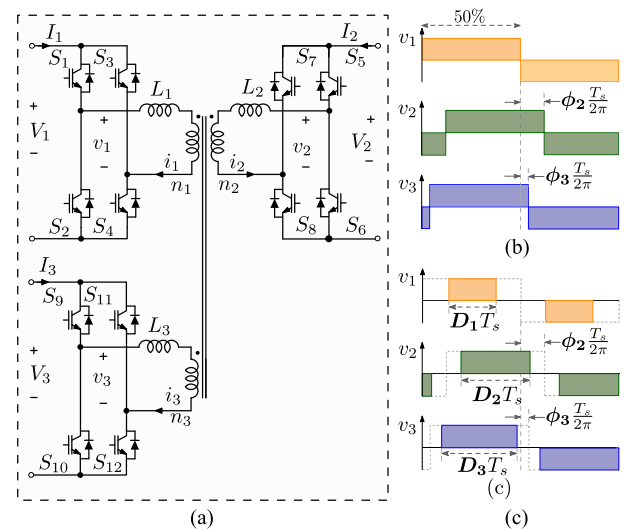 I₁
S₁
S₃
L₁
+
V₁
−
+
v₁
−
i₁
n₁
S₂
S₄
I₂
S₇
S₅
L₂
+
v₂
−
+
V₂
−
i₂
n₂
S₈
S₆
I₃
S₉
S₁₁
L₃
+
V₃
−
+
v₃
−
i₃
n₃
S₁₀
S₁₂
(a)
50%
v₁
v₂
ϕ₂ Tₛ/2π
v₃
ϕ₃ Tₛ/2π
(b)
v₁
D₁Tₛ
ϕ₂ Tₛ/2π
v₂
D₂Tₛ
ϕ₃ Tₛ/2π
v₃
D₃Tₛ
(c)
(c)